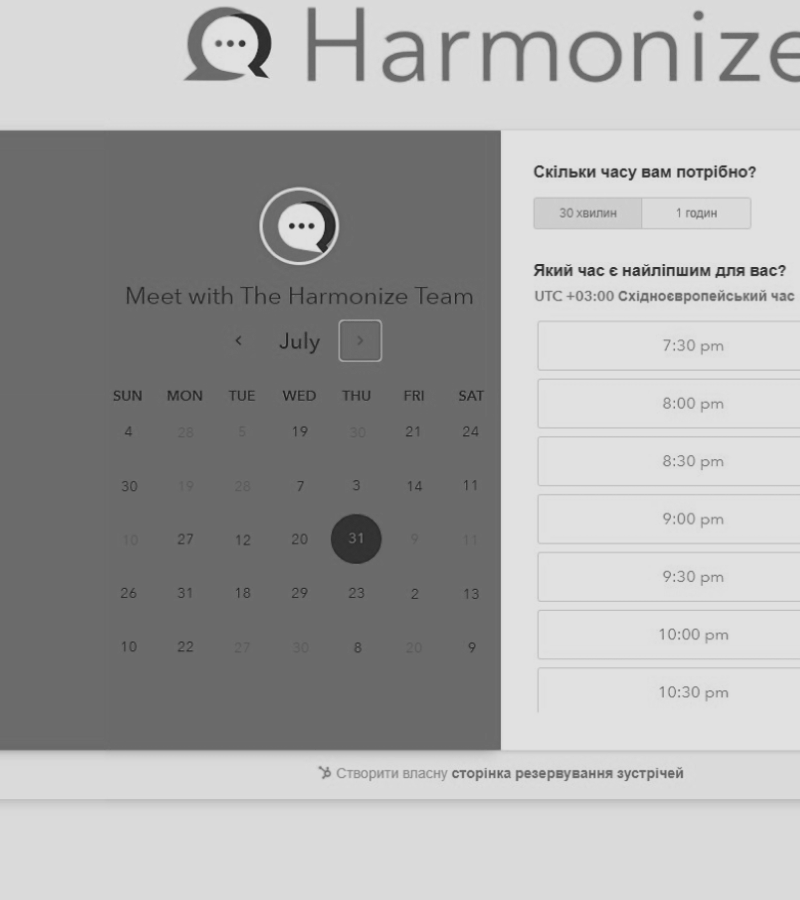 Harmonize
Meet with The Harmonize Team
July
SUN MON TUE WED THU FRI SAT
4 28 5 19 30 21 24
30 19 28 7 3 14 11
10 27 12 20 31 9 11
26 31 18 29 23 2 13
10 22 27 30 8 20 9
Скільки часу вам потрібно?
30 хвилин 1 годин
Який час є найліпшим для вас?
UTC +03:00 Східноєвропейський час
7:30 pm
8:00 pm
8:30 pm
9:00 pm
9:30 pm
10:00 pm
10:30 pm
Створити власну сторінка резервування зустрічей